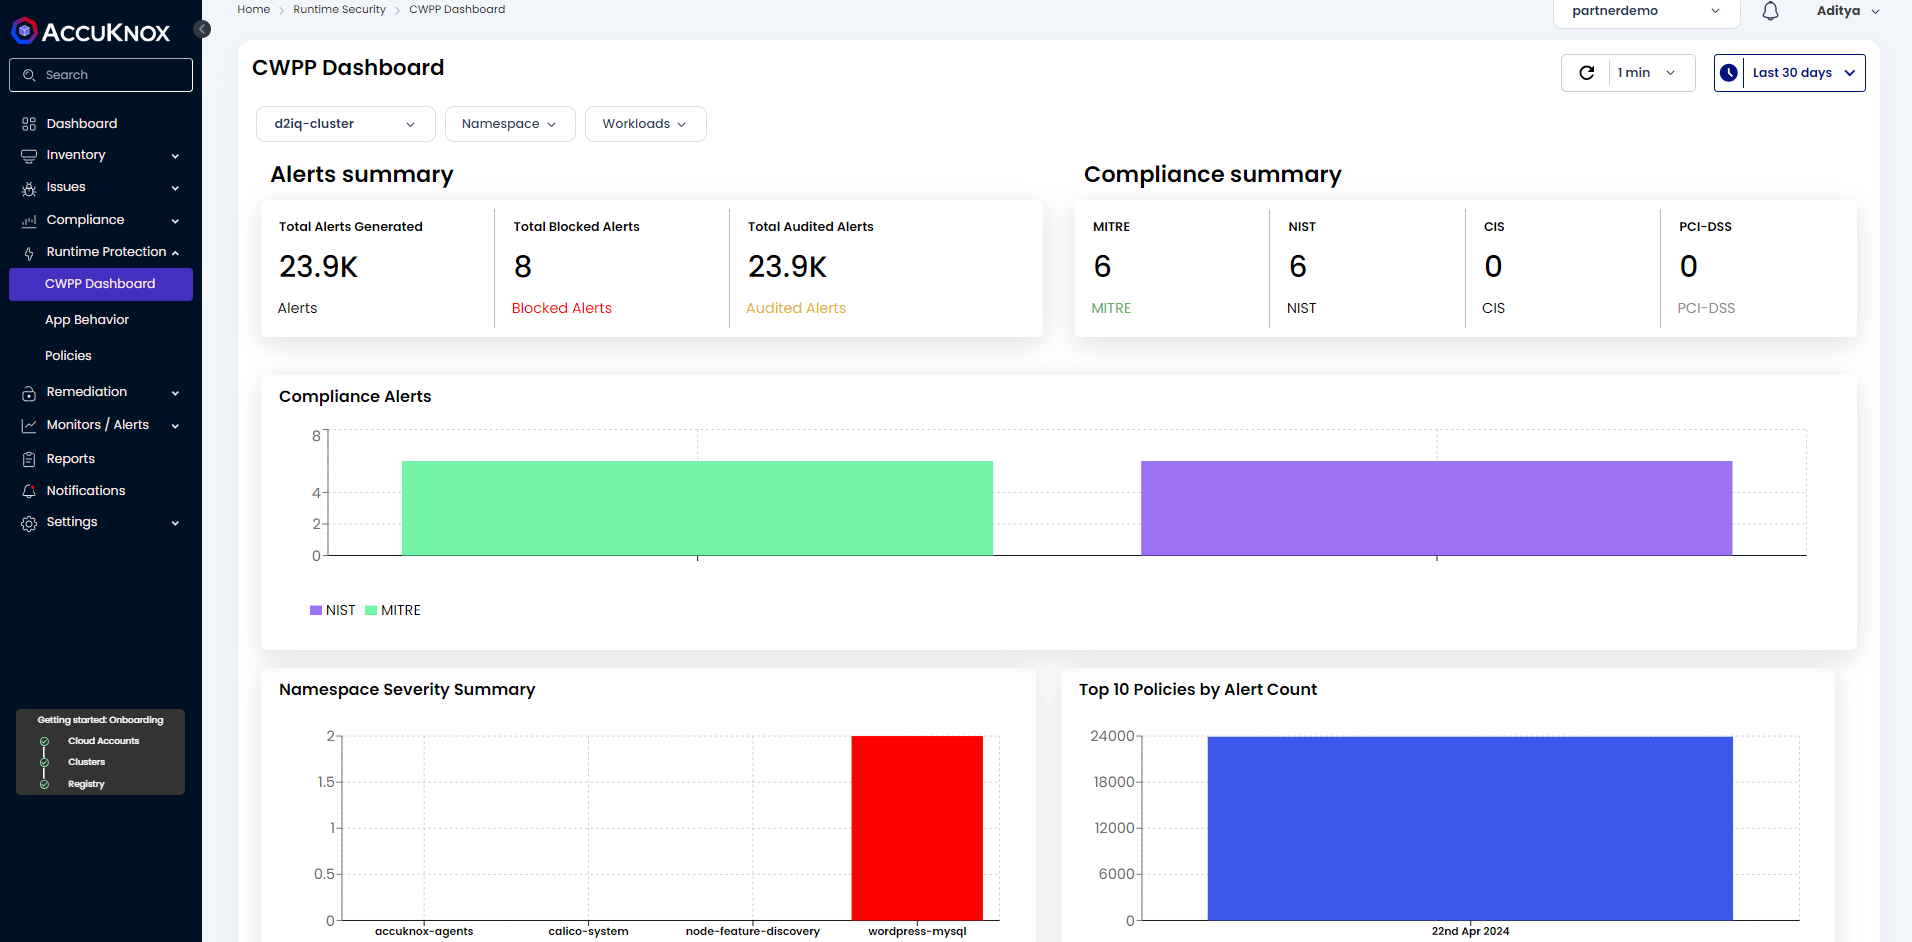 Home > Runtime Security > CWPP Dashboard
partnerdemo
Aditya
ACCUKNOX
Search
Dashboard
Inventory
Issues
Compliance
Runtime Protection
CWPP Dashboard
App Behavior
Policies
Remediation
Monitors / Alerts
Reports
Notifications
Settings
Getting started: Onboarding
Cloud Accounts
Clusters
Registry
CWPP Dashboard
1 min
Last 30 days
d2iq-cluster
Namespace
Workloads
Alerts summary
Total Alerts Generated
23.9K
Alerts
Total Blocked Alerts
8
Blocked Alerts
Total Audited Alerts
23.9K
Audited Alerts
Compliance summary
MITRE
6
MITRE
NIST
6
NIST
CIS
0
CIS
PCI-DSS
0
PCI-DSS
Compliance Alerts
8
4
2
0
NIST
MITRE
Namespace Severity Summary
2
1.5
1
0.5
0
accuknox-agents
calico-system
node-feature-discovery
wordpress-mysql
Top 10 Policies by Alert Count
24000
18000
12000
6000
0
22nd Apr 2024